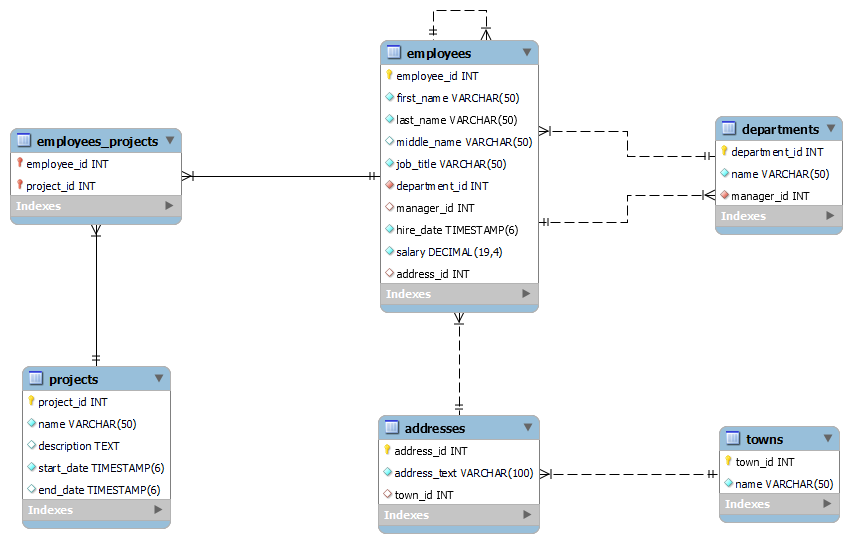 employees
employee_id INT
first_name VARCHAR(50)
last_name VARCHAR(50)
middle_name VARCHAR(50)
job_title VARCHAR(50)
department_id INT
manager_id INT
hire_date TIMESTAMP(6)
salary DECIMAL(19,4)
address_id INT
Indexes
employees_projects
employee_id INT
project_id INT
Indexes
departments
department_id INT
name VARCHAR(50)
manager_id INT
Indexes
projects
project_id INT
name VARCHAR(50)
description TEXT
start_date TIMESTAMP(6)
end_date TIMESTAMP(6)
Indexes
addresses
address_id INT
address_text VARCHAR(100)
town_id INT
Indexes
towns
town_id INT
name VARCHAR(50)
Indexes